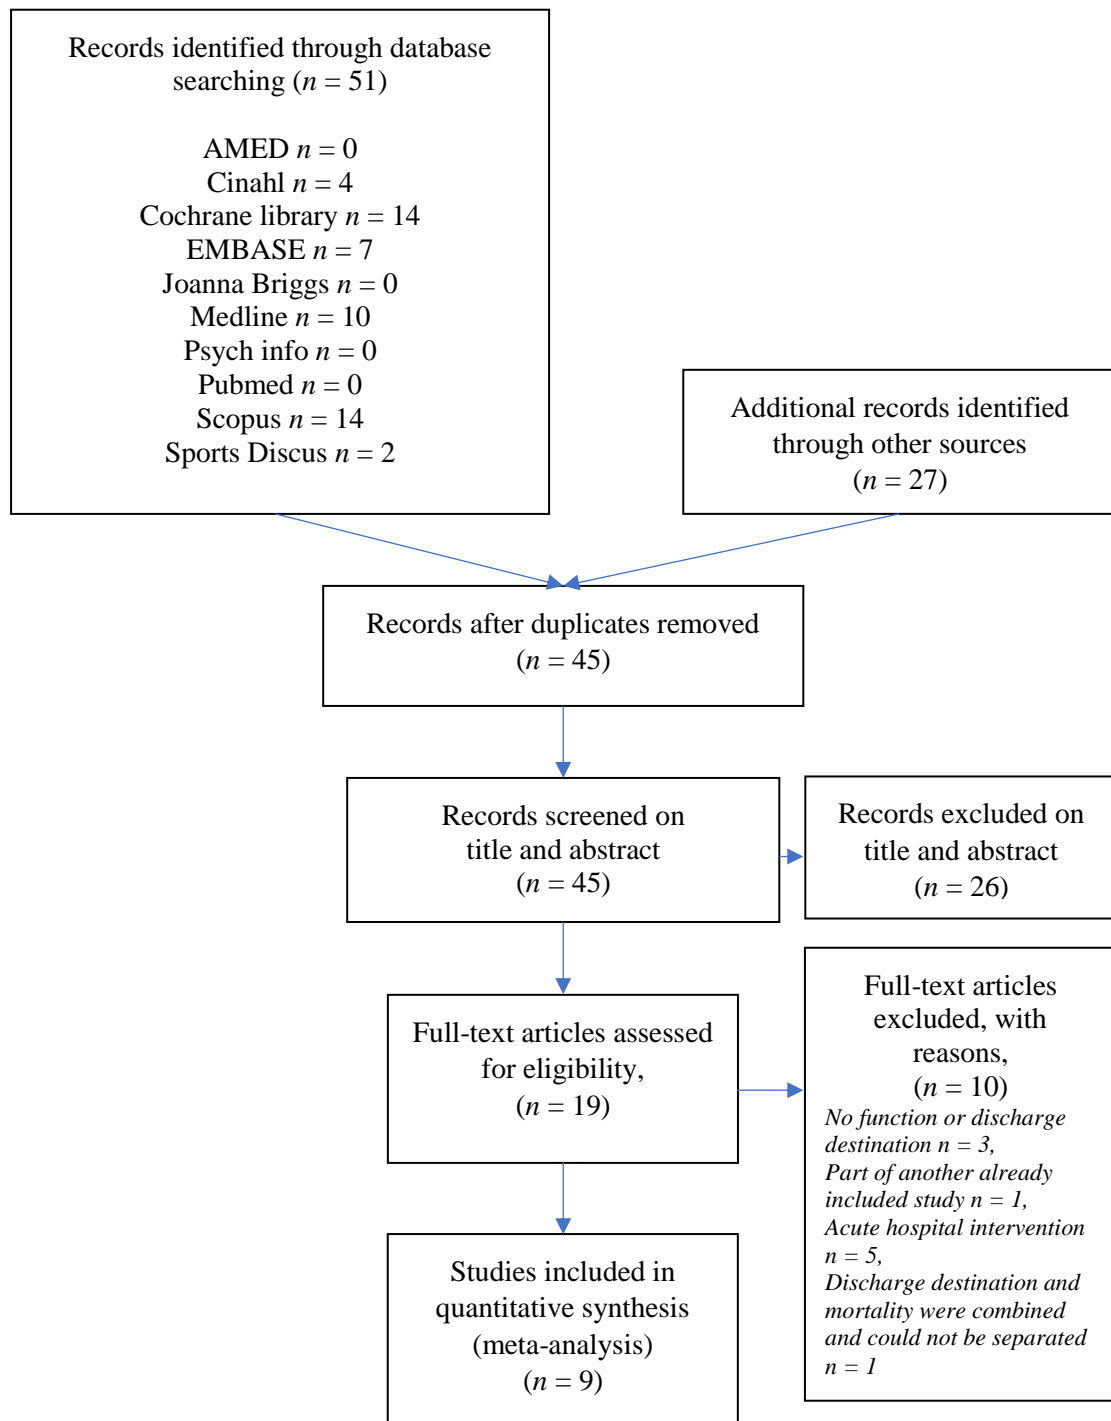 Records identified through database
searching (n = 51)
AMED n = 0
Cinahl n = 4
Cochrane library n = 14
EMBASE n = 7
Joanna Briggs n = 0
Medline n = 10
Psych info n = 0
Pubmed n = 0
Scopus n = 14
Sports Discus n = 2
Additional records identified
through other sources
(n = 27)
Records after duplicates removed
(n = 45)
Records screened on
title and abstract
(n = 45)
Records excluded on
title and abstract
(n = 26)
Full-text articles assessed
for eligibility,
(n = 19)
Full-text articles
excluded, with
reasons,
(n = 10)
No function or discharge
destination n = 3,
Part of another already
included study n = 1,
Acute hospital intervention
n = 5,
Discharge destination and
mortality were combined
and could not be separated
n = 1
Studies included in
quantitative synthesis
(meta-analysis)
(n = 9)